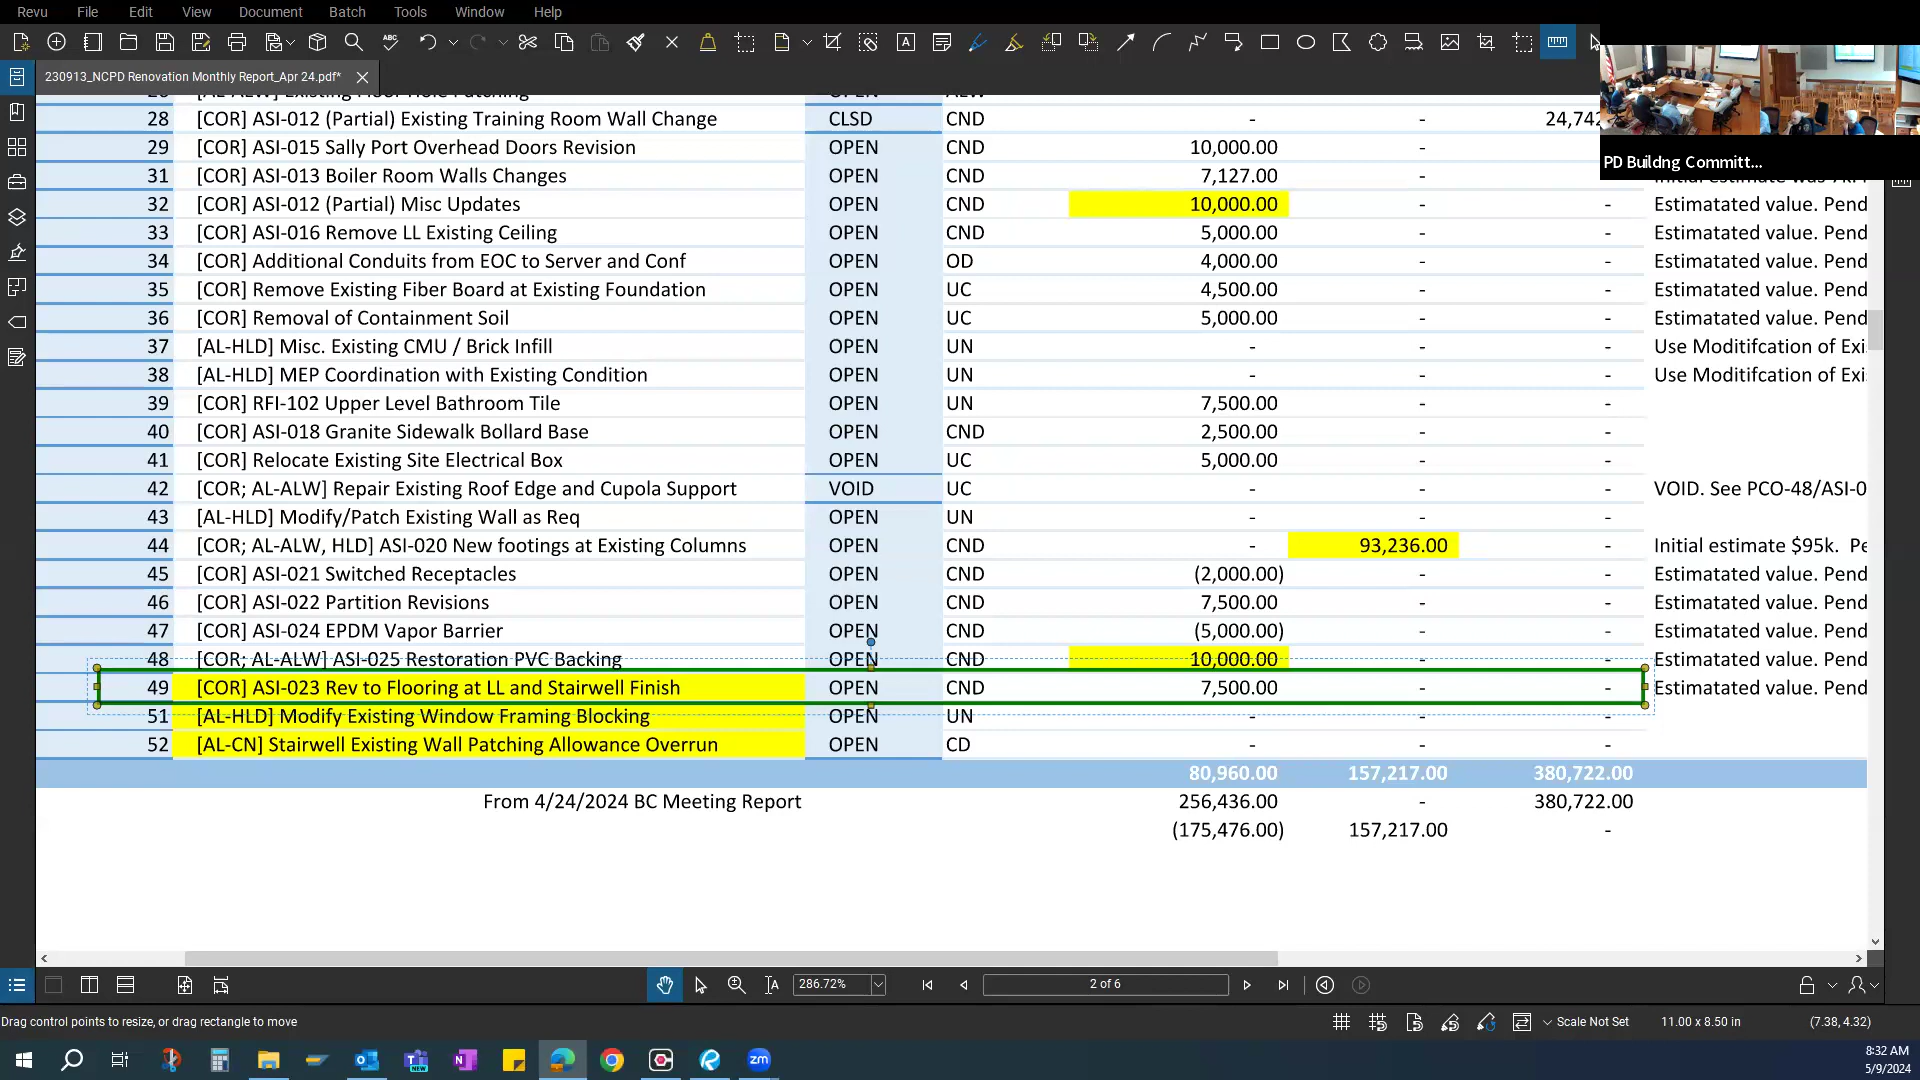 Revu File Edit View Document Batch Tools Window Help
230913_NCPD Renovation Monthly Report_Apr 24.pdf*
PD Buildng Committ...
28 [COR] ASI-012 (Partial) Existing Training Room Wall Change CLSD CND - - 24,742
29 [COR] ASI-015 Sally Port Overhead Doors Revision OPEN CND 10,000.00 -
31 [COR] ASI-013 Boiler Room Walls Changes OPEN CND 7,127.00 -
32 [COR] ASI-012 (Partial) Misc Updates OPEN CND 10,000.00 - - Estimatated value. Pend
33 [COR] ASI-016 Remove LL Existing Ceiling OPEN CND 5,000.00 - - Estimatated value. Pend
34 [COR] Additional Conduits from EOC to Server and Conf OPEN OD 4,000.00 - - Estimatated value. Pend
35 [COR] Remove Existing Fiber Board at Existing Foundation OPEN UC 4,500.00 - - Estimatated value. Pend
36 [COR] Removal of Containment Soil OPEN UC 5,000.00 - - Estimatated value. Pend
37 [AL-HLD] Misc. Existing CMU / Brick Infill OPEN UN - - - Use Moditifcation of Exi
38 [AL-HLD] MEP Coordination with Existing Condition OPEN UN - - - Use Moditifcation of Exi
39 [COR] RFI-102 Upper Level Bathroom Tile OPEN UN 7,500.00 - -
40 [COR] ASI-018 Granite Sidewalk Bollard Base OPEN CND 2,500.00 - -
41 [COR] Relocate Existing Site Electrical Box OPEN UC 5,000.00 - -
42 [COR; AL-ALW] Repair Existing Roof Edge and Cupola Support VOID UC - - - VOID. See PCO-48/ASI-0
43 [AL-HLD] Modify/Patch Existing Wall as Req OPEN UN - - -
44 [COR; AL-ALW, HLD] ASI-020 New footings at Existing Columns OPEN CND - 93,236.00 - Initial estimate $95k. Pe
45 [COR] ASI-021 Switched Receptacles OPEN CND (2,000.00) - - Estimatated value. Pend
46 [COR] ASI-022 Partition Revisions OPEN CND 7,500.00 - - Estimatated value. Pend
47 [COR] ASI-024 EPDM Vapor Barrier OPEN CND (5,000.00) - - Estimatated value. Pend
48 [COR; AL-ALW] ASI-025 Restoration PVC Backing OPEN CND 10,000.00 - - Estimatated value. Pend
49 [COR] ASI-023 Rev to Flooring at LL and Stairwell Finish OPEN CND 7,500.00 - - Estimatated value. Pend
51 [AL-HLD] Modify Existing Window Framing Blocking OPEN UN - - -
52 [AL-CN] Stairwell Existing Wall Patching Allowance Overrun OPEN CD - - -
80,960.00 157,217.00 380,722.00
From 4/24/2024 BC Meeting Report 256,436.00 - 380,722.00
(175,476.00) 157,217.00 -
286.72% 2 of 6
Drag control points to resize, or drag rectangle to move Scale Not Set 11.00 x 8.50 in (7.38, 4.32)
8:32 AM
5/9/2024